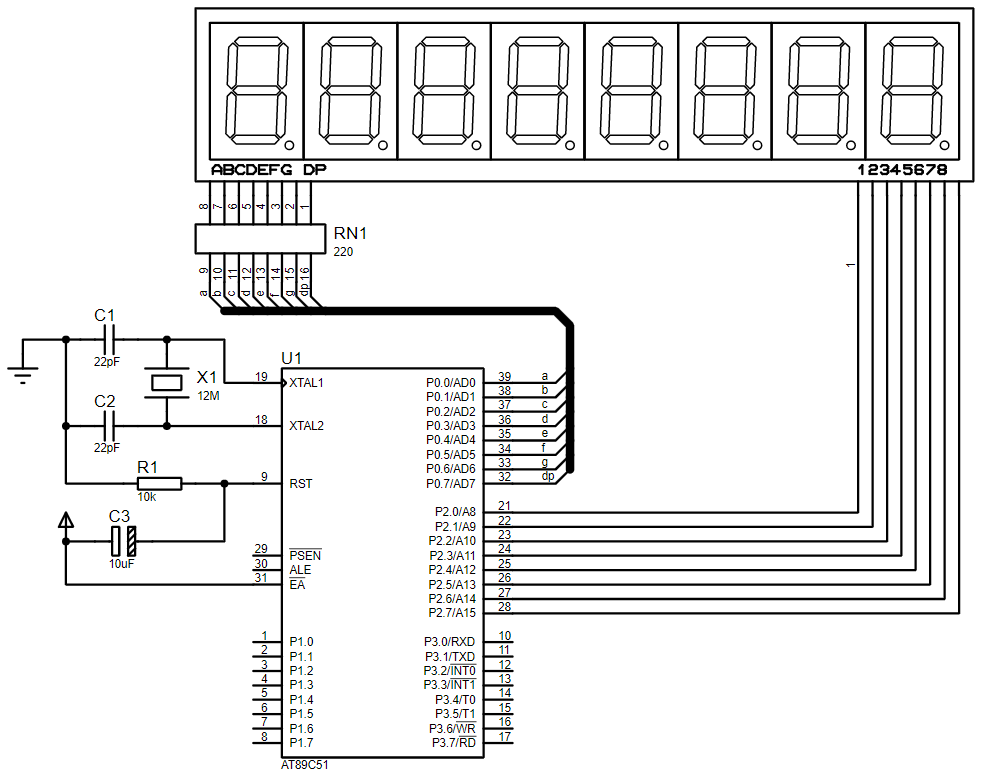 ABCDEFG DP
12345678
8 7 6 5 4 3 2 1
RN1
220
9 10 11 12 13 14 15 16
a b c d e f g dp
1
C1
22pF
X1
12M
C2
22pF
R1
10k
C3
10uF
U1
19 XTAL1
18 XTAL2
9 RST
29 PSEN
30 ALE
31 EA
1 P1.0
2 P1.1
3 P1.2
4 P1.3
5 P1.4
6 P1.5
7 P1.6
8 P1.7
P0.0/AD0 39 a
P0.1/AD1 38 b
P0.2/AD2 37 c
P0.3/AD3 36 d
P0.4/AD4 35 e
P0.5/AD5 34 f
P0.6/AD6 33 g
P0.7/AD7 32 dp
P2.0/A8 21
P2.1/A9 22
P2.2/A10 23
P2.3/A11 24
P2.4/A12 25
P2.5/A13 26
P2.6/A14 27
P2.7/A15 28
P3.0/RXD 10
P3.1/TXD 11
P3.2/INT0 12
P3.3/INT1 13
P3.4/T0 14
P3.5/T1 15
P3.6/WR 16
P3.7/RD 17
AT89C51